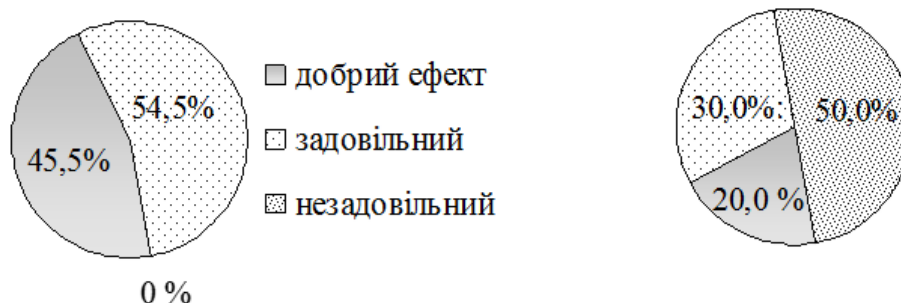 54,5%
45,5%
0 %
добрий ефект
задовільний
незадовільний
30,0%:
50,0%
20,0 %